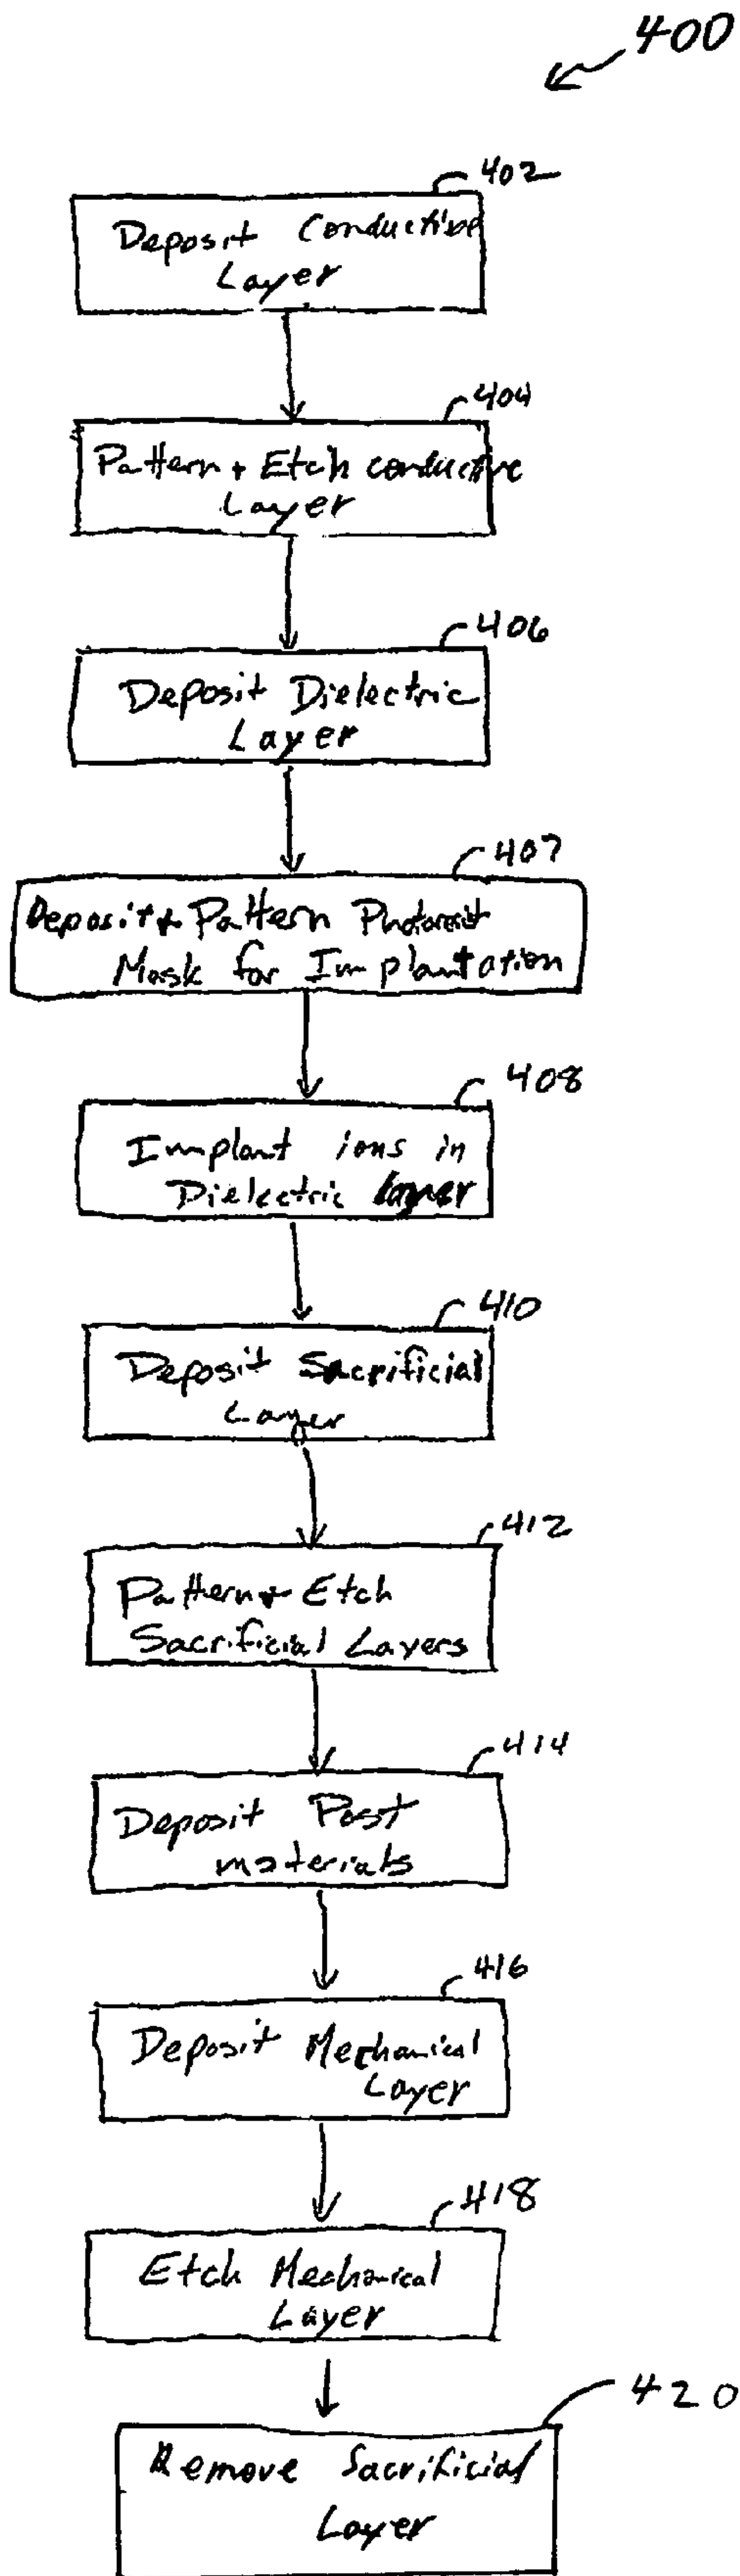 400
402
Deposit Conductive
Layer
404
Pattern + Etch conductive
Layer
406
Deposit Dielectric
Layer
407
Deposit + Pattern Photoresist
Mask for Implantation
408
Implant ions in
Dielectric layer
410
Deposit Sacrificial
Layer
412
Pattern + Etch
Sacrificial Layers
414
Deposit Post
materials
416
Deposit Mechanical
Layer
418
Etch Mechanical
Layer
420
Remove Sacrificial
Layer